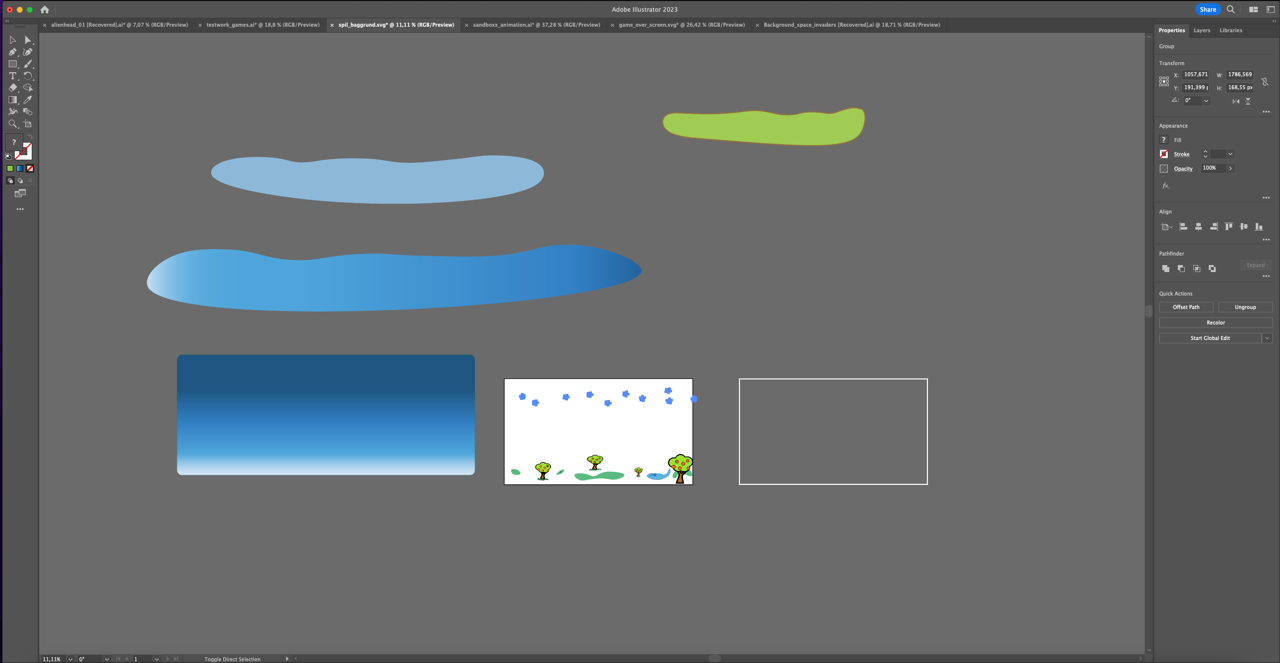 Adobe Illustrator 2023
Share
alienhead_01 [Recovered].ai* @ 7,07 % (RGB/Preview)
testwork_games.ai* @ 18,8 % (RGB/Preview)
spil_baggrund.svg* @ 11,11 % (RGB/Preview)
sandboxx_animation.ai* @ 37,28 % (RGB/Preview)
game_over_screen.svg* @ 26,42 % (RGB/Preview)
Background_space_invaders [Recovered].ai @ 18,71 % (RGB/Preview)
Properties Layers Libraries
Group
Transform
X: 1057,671 W: 1786,569
Y: 191,399 p H: 168,55 px
0°
Appearance
? Fill
Stroke
Opacity 100%
fx.
Align
Pathfinder
Expand
Quick Actions
Offset Path Ungroup
Recolor
Start Global Edit
?
11,11% 0° 1 Toggle Direct Selection